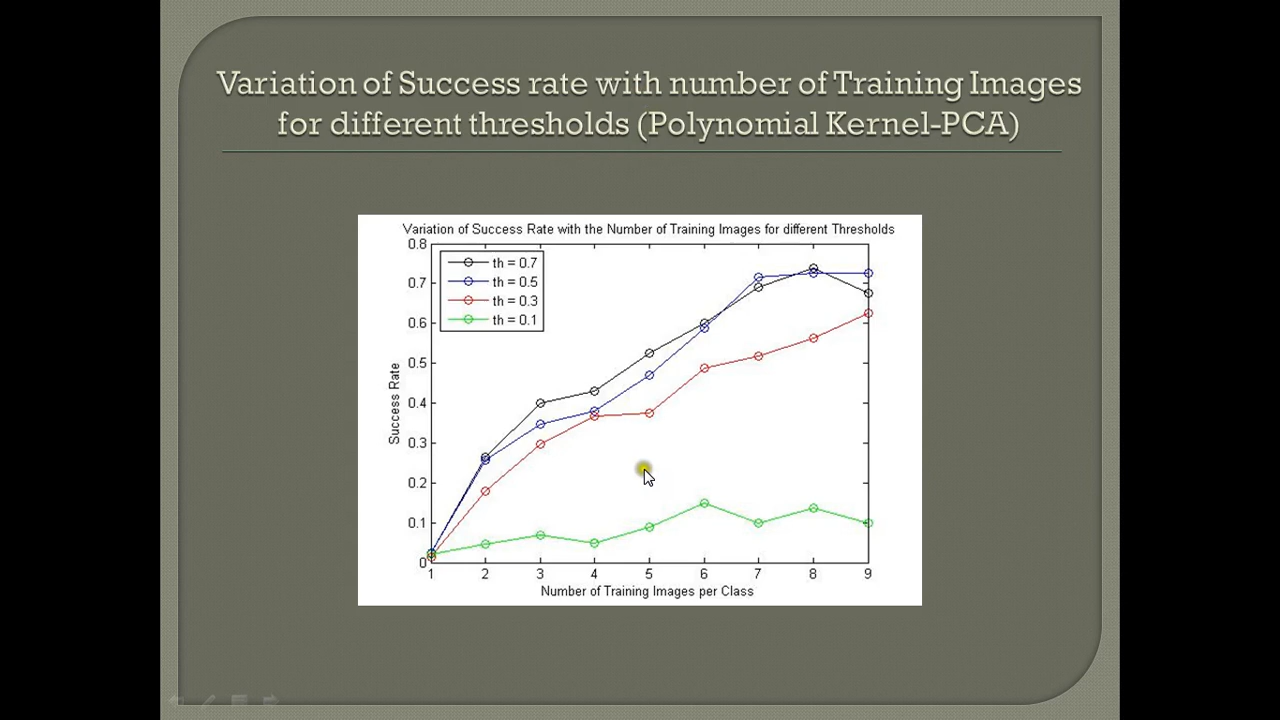 Variation of Success rate with number of Training Images
for different thresholds (Polynomial Kernel-PCA)
Variation of Success Rate with the Number of Training Images for different Thresholds
0.8
0.7
0.6
0.5
0.4
0.3
0.2
0.1
0
th = 0.7
th = 0.5
th = 0.3
th = 0.1
Success Rate
1 2 3 4 5 6 7 8 9
Number of Training Images per Class